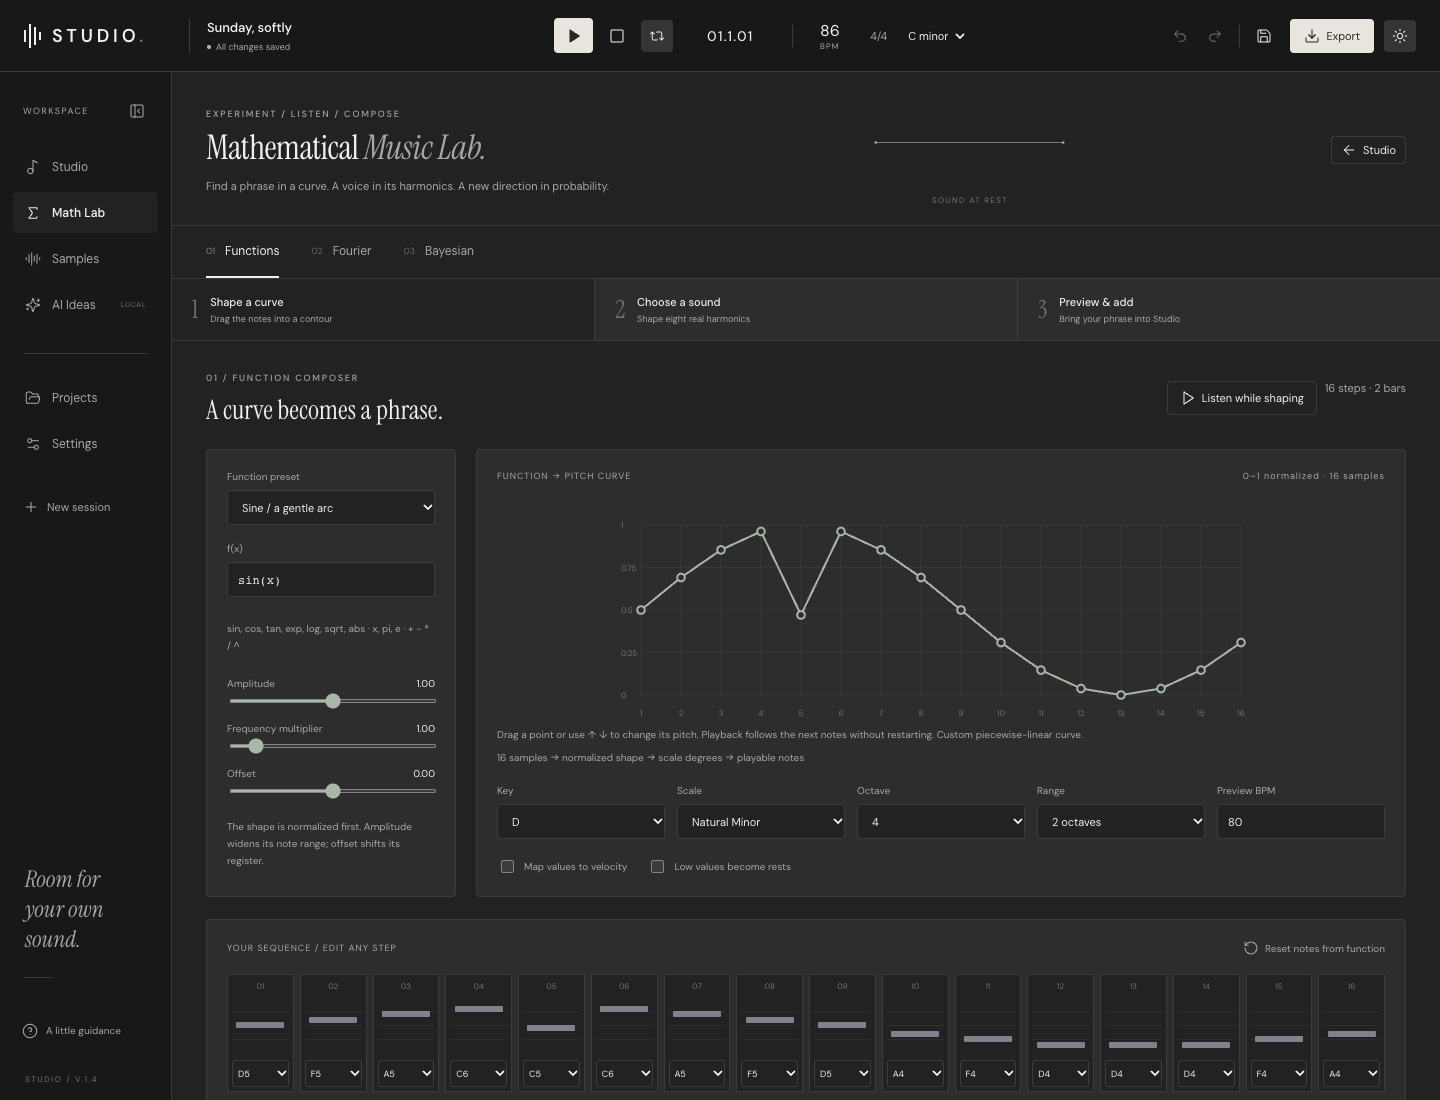 STUDIO.
Sunday, softly
All changes saved
01.1.01
86
BPM
4/4
C minor
Export
WORKSPACE
Studio
Math Lab
Samples
AI Ideas
LOCAL
Projects
Settings
New session
Room for
your own
sound.
A little guidance
STUDIO / V.1.4
EXPERIMENT / LISTEN / COMPOSE
Mathematical Music Lab.
Find a phrase in a curve. A voice in its harmonics. A new direction in probability.
SOUND AT REST
Studio
01 Functions
02 Fourier
03 Bayesian
1 Shape a curve
Drag the notes into a contour
2 Choose a sound
Shape eight real harmonics
3 Preview & add
Bring your phrase into Studio
01 / FUNCTION COMPOSER
A curve becomes a phrase.
Listen while shaping
16 steps · 2 bars
Function preset
Sine / a gentle arc
f(x)
sin(x)
sin, cos, tan, exp, log, sqrt, abs · x, pi, e · + − *
/ ^
Amplitude 1.00
Frequency multiplier 1.00
Offset 0.00
The shape is normalized first. Amplitude
widens its note range; offset shifts its
register.
FUNCTION → PITCH CURVE
0–1 normalized · 16 samples
1
0.75
0.5
0.25
0
1 2 3 4 5 6 7 8 9 10 11 12 13 14 15 16
Drag a point or use ↑ ↓ to change its pitch. Playback follows the next notes without restarting. Custom piecewise-linear curve.
16 samples → normalized shape → scale degrees → playable notes
Key Scale Octave Range Preview BPM
D Natural Minor 4 2 octaves 80
Map values to velocity Low values become rests
YOUR SEQUENCE / EDIT ANY STEP
Reset notes from function
01 02 03 04 05 06 07 08 09 10 11 12 13 14 15 16
D5 F5 A5 C6 C5 C6 A5 F5 D5 A4 F4 D4 D4 D4 F4 A4